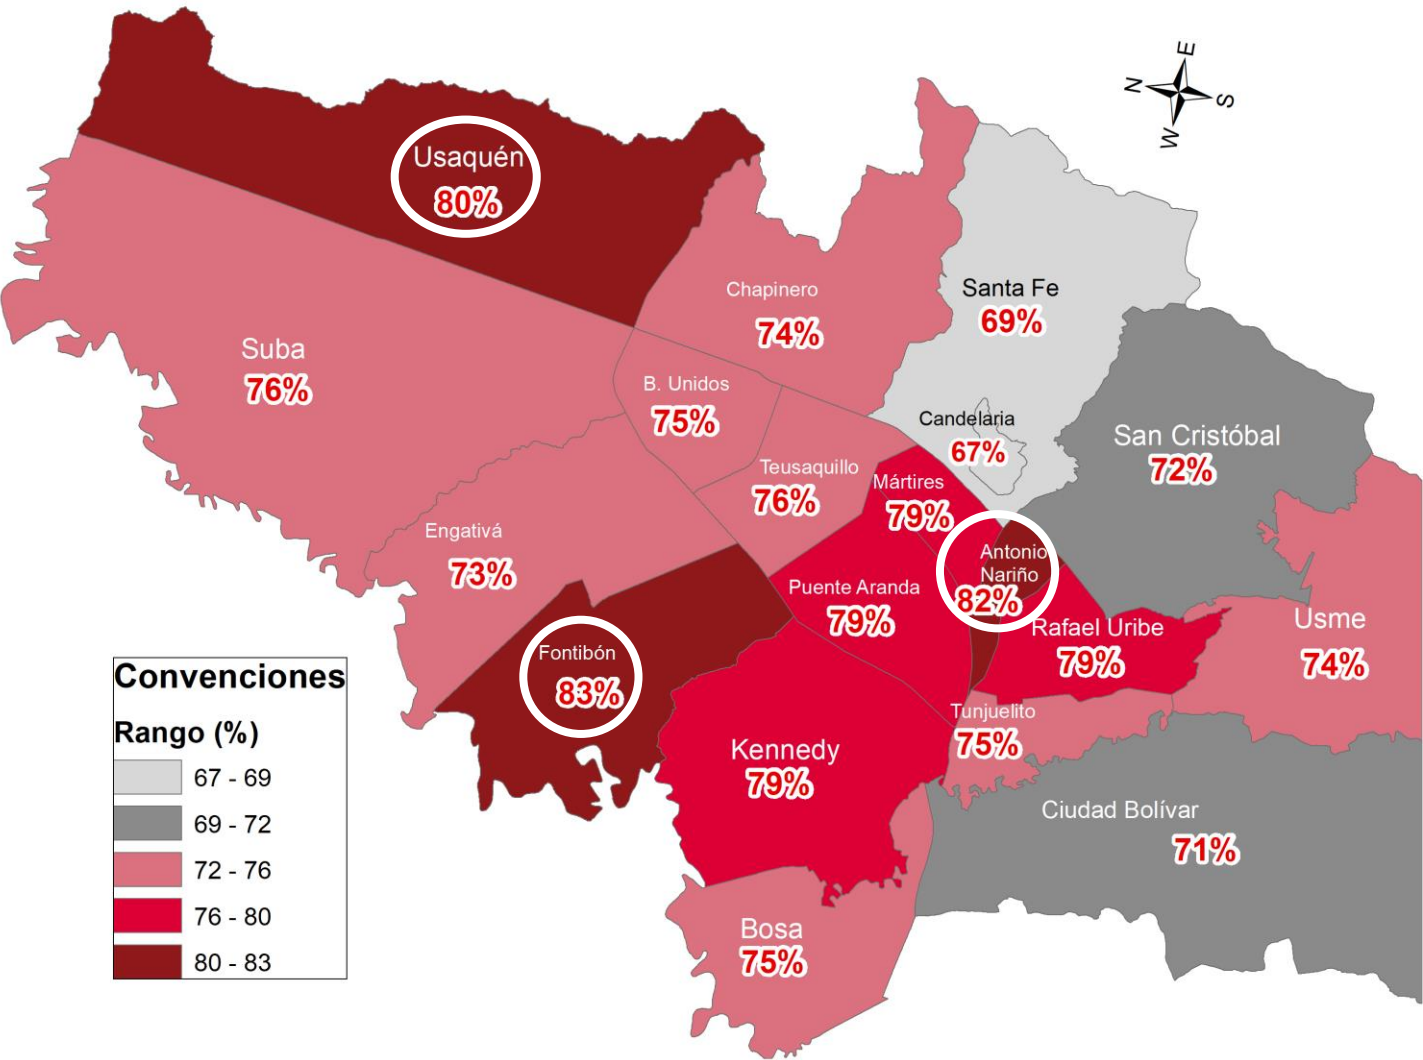 E
N
S
W
Usaquén
80%
Chapinero
74%
Santa Fe
69%
Suba
76%
B. Unidos
75%
Candelaria
67%
San Cristóbal
72%
Teusaquillo
76%
Mártires
79%
Engativá
73%
Antonio
Nariño
82%
Puente Aranda
79%
Rafael Uribe
79%
Usme
74%
Fontibón
83%
Tunjuelito
75%
Kennedy
79%
Ciudad Bolívar
71%
Bosa
75%
Convenciones
Rango (%)
67 - 69
69 - 72
72 - 76
76 - 80
80 - 83